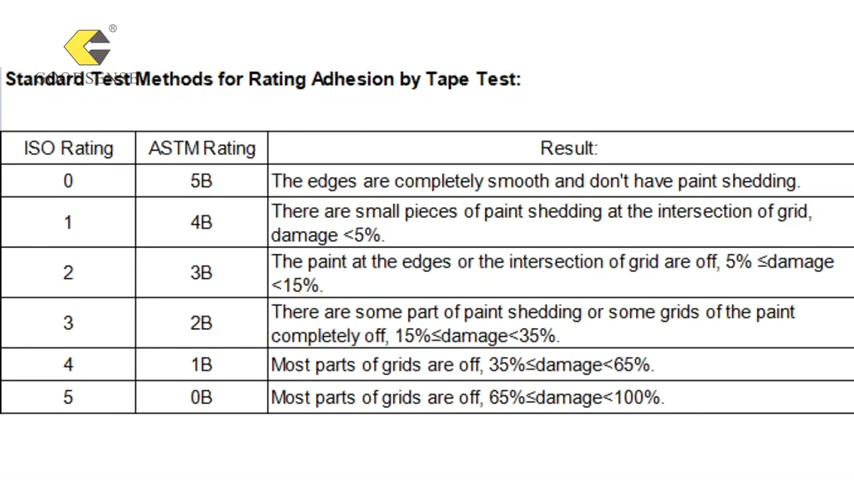 ®
GOODSENSE
Standard Test Methods for Rating Adhesion by Tape Test:
ISO Rating ASTM Rating Result:
0 5B The edges are completely smooth and don't have paint shedding.
1 4B There are small pieces of paint shedding at the intersection of grid,
damage <5%.
2 3B The paint at the edges or the intersection of grid are off, 5% ≤damage
<15%.
3 2B There are some part of paint shedding or some grids of the paint
completely off, 15%≤damage<35%.
4 1B Most parts of grids are off, 35%≤damage<65%.
5 0B Most parts of grids are off, 65%≤damage<100%.